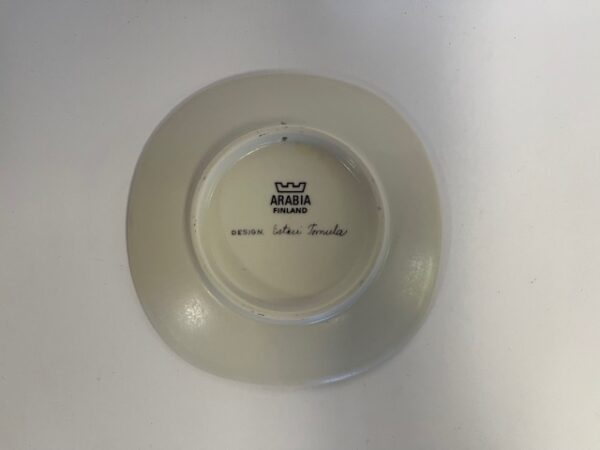 ARABIA
FINLAND
DESIGN. Esteri Tomula